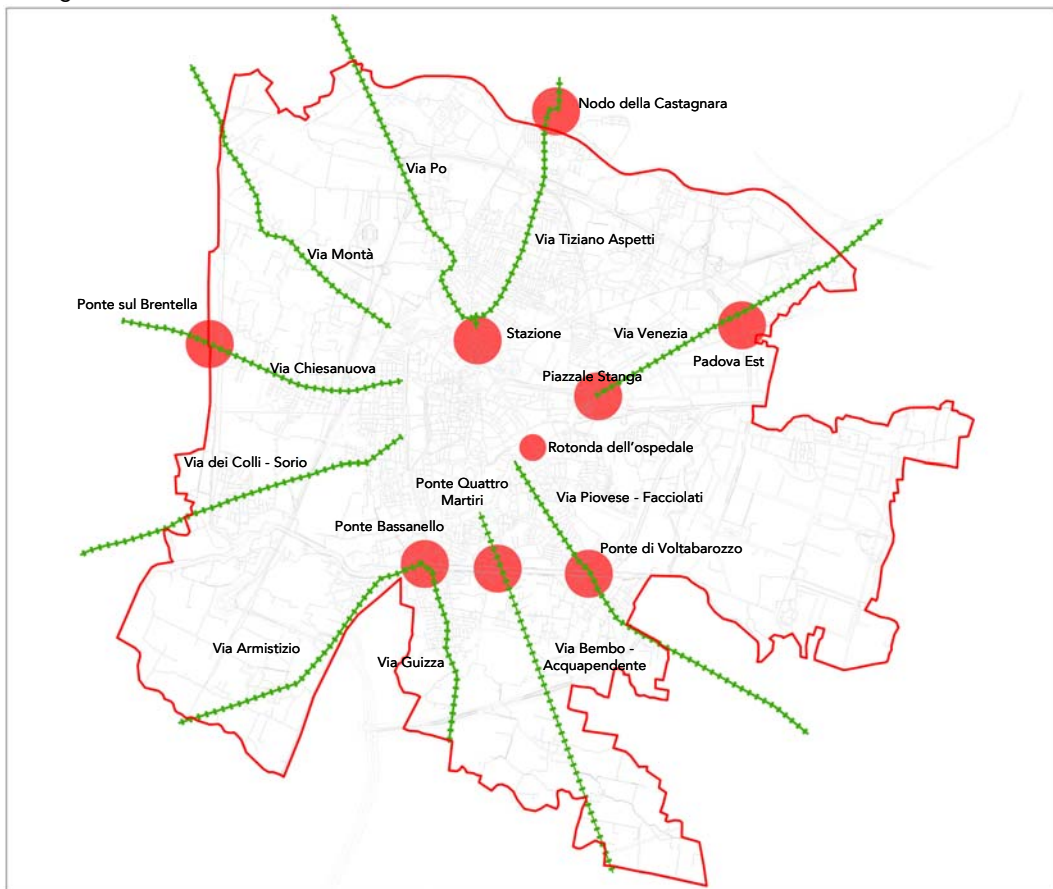 Nodo della Castagnara
Via Po
Via Tiziano Aspetti
Via Montà
Ponte sul Brentella
Stazione
Via Venezia
Padova Est
Via Chiesanuova
Piazzale Stanga
Rotonda dell'ospedale
Via dei Colli - Sorio
Ponte Quattro
Martiri
Via Piovese - Facciolati
Ponte Bassanello
Ponte di Voltabarozzo
Via Armistizio
Via Guizza
Via Bembo -
Acquapendente